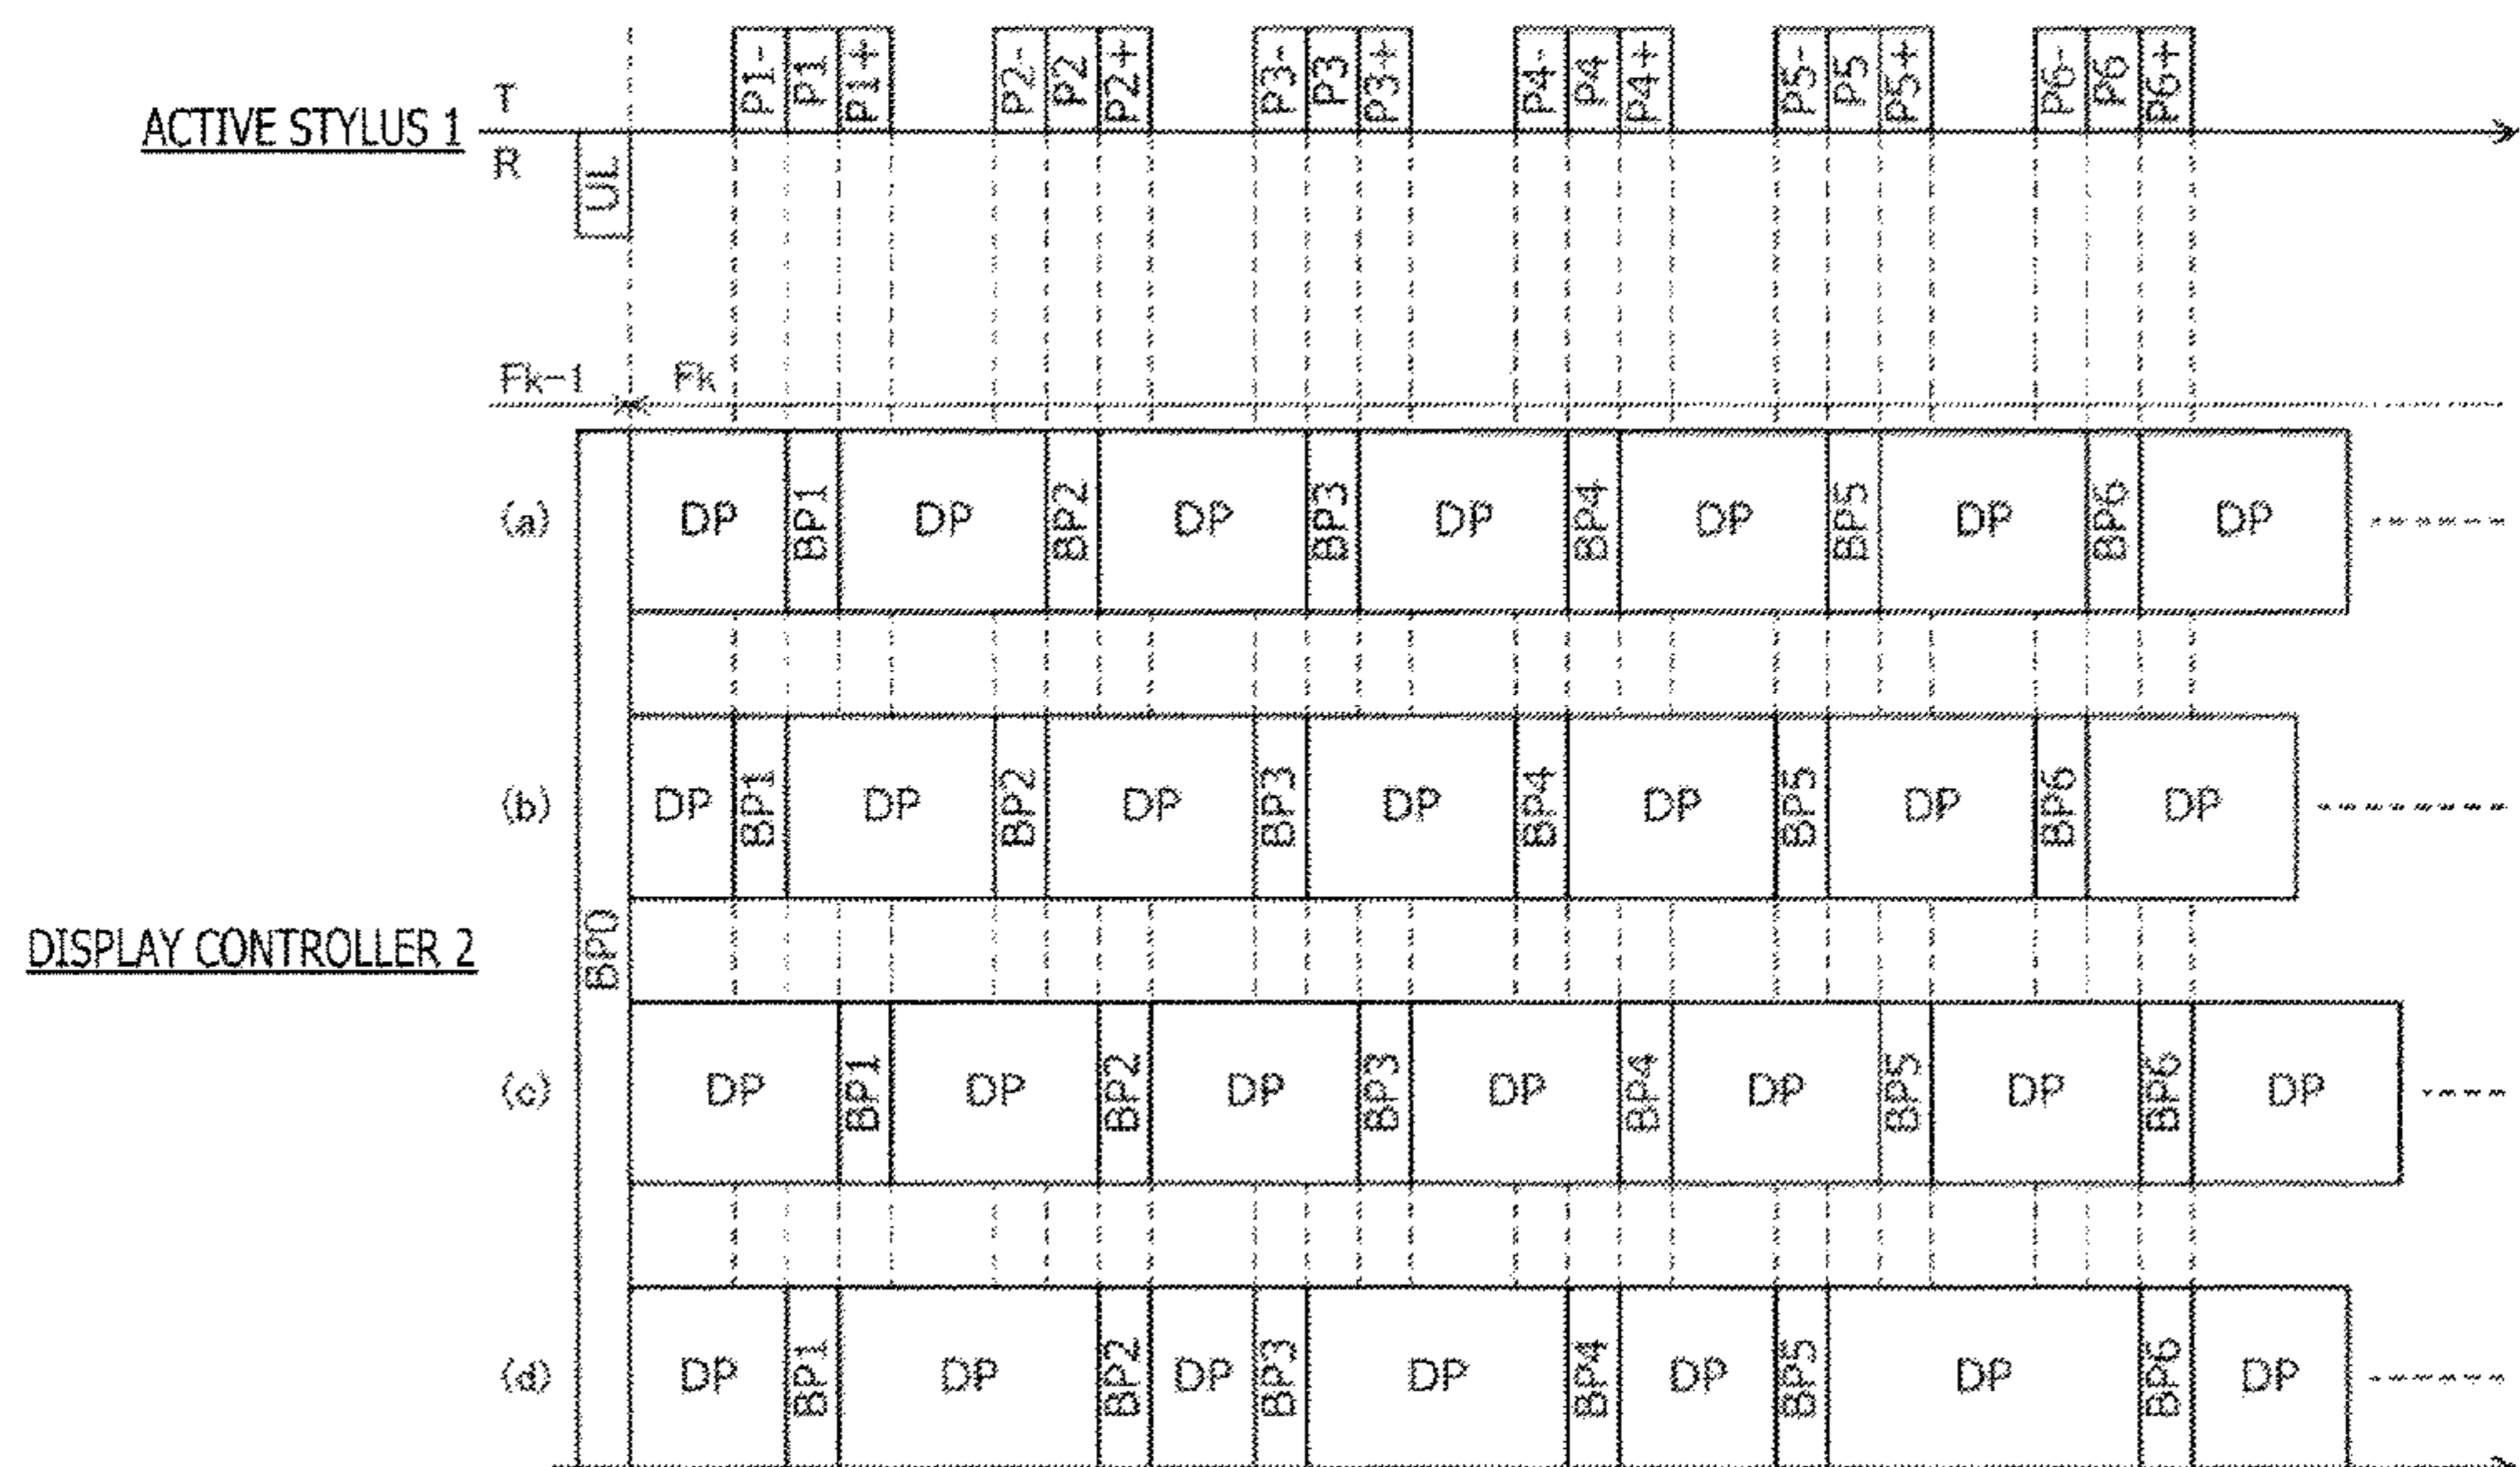 ACTIVE STYLUS 1
T
R
UL
P1- P1 P1+ P2- P2 P2+ P3- P3 P3+ P4- P4 P4+ P5- P5 P5+ P6- P6 P6+
Fk-1 Fk
DISPLAY CONTROLLER 2
BP0
(a) DP BP1 DP BP2 DP BP3 DP BP4 DP BP5 DP BP6 DP
(b) DP BP1 DP BP2 DP BP3 DP BP4 DP BP5 DP BP6 DP
(c) DP BP1 DP BP2 DP BP3 DP BP4 DP BP5 DP BP6 DP
(d) DP BP1 DP BP2 DP BP3 DP BP4 DP BP5 DP BP6 DP